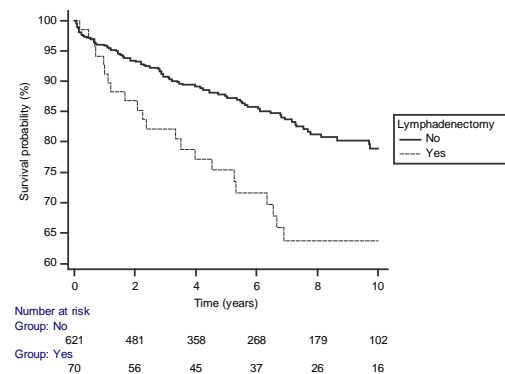 100
95
90
85
80
75
70
65
60
Survival probability (%)
0 2 4 6 8 10
Time (years)
Lymphadenectomy
No
Yes
Number at risk
Group: No
621 481 358 268 179 102
Group: Yes
70 56 45 37 26 16